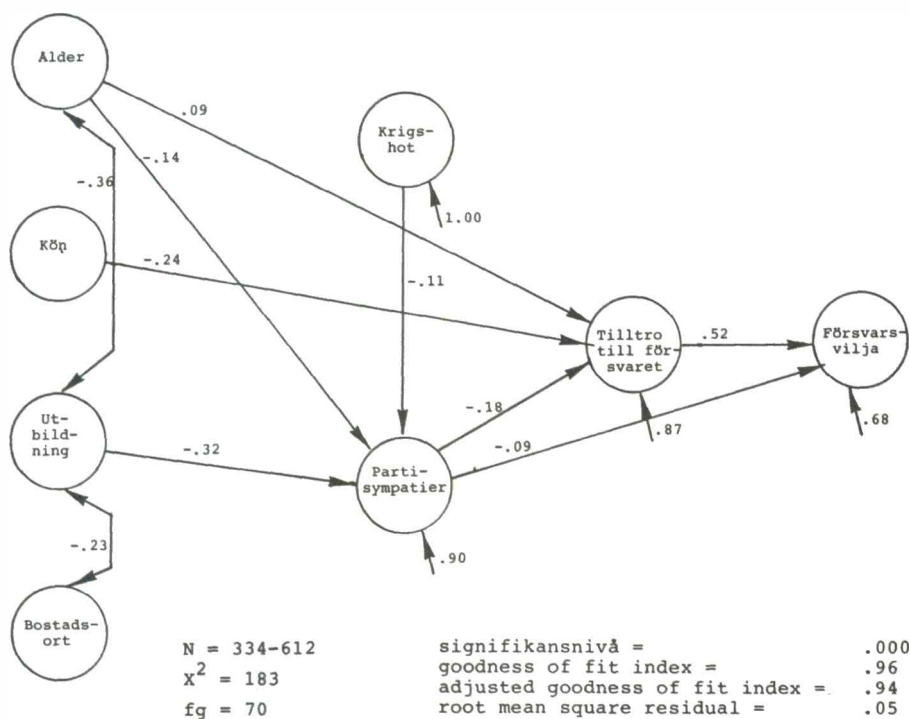 Ålder
.09
Krigs-
hot
-.14
-.36
1.00
Kön
-.24
-.11
Tilltro
till för-
svaret
.52
Försvars-
vilja
Ut-
bild-
ning
-.18
.87
.68
-.32
-.09
Parti-
sympatier
-.23
.90
Bostads-
ort
N = 334-612
X² = 183
fg = 70
signifikansnivå = .000
goodness of fit index = .96
adjusted goodness of fit index = .94
root mean square residual = .05